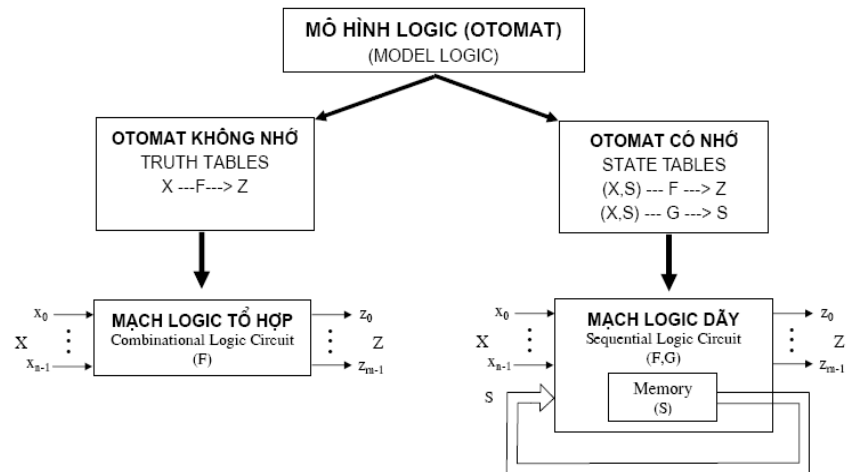 MÔ HÌNH LOGIC (OTOMAT)
(MODEL LOGIC)
OTOMAT KHÔNG NHỚ
TRUTH TABLES
X ---F---> Z
OTOMAT CÓ NHỚ
STATE TABLES
(X,S) --- F ---> Z
(X,S) --- G ---> S
X
x₀
⋮
xₙ₋₁
MẠCH LOGIC TỔ HỢP
Combinational Logic Circuit
(F)
z₀
⋮
zₘ₋₁
Z
X
x₀
⋮
xₙ₋₁
S
MẠCH LOGIC DÃY
Sequential Logic Circuit
(F,G)
Memory
(S)
z₀
⋮
zₘ₋₁
Z